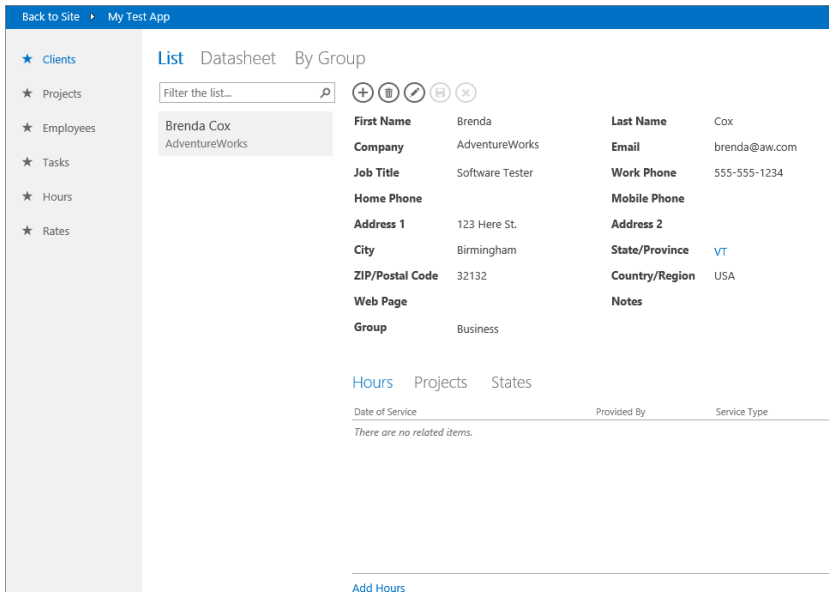 Back to Site My Test App
Clients
Projects
Employees
Tasks
Hours
Rates
List Datasheet By Group
Filter the list...
Brenda Cox
AdventureWorks
First Name Brenda Last Name Cox
Company AdventureWorks Email brenda@aw.com
Job Title Software Tester Work Phone 555-555-1234
Home Phone Mobile Phone
Address 1 123 Here St. Address 2
City Birmingham State/Province VT
ZIP/Postal Code 32132 Country/Region USA
Web Page Notes
Group Business
Hours Projects States
Date of Service Provided By Service Type
There are no related items.
Add Hours